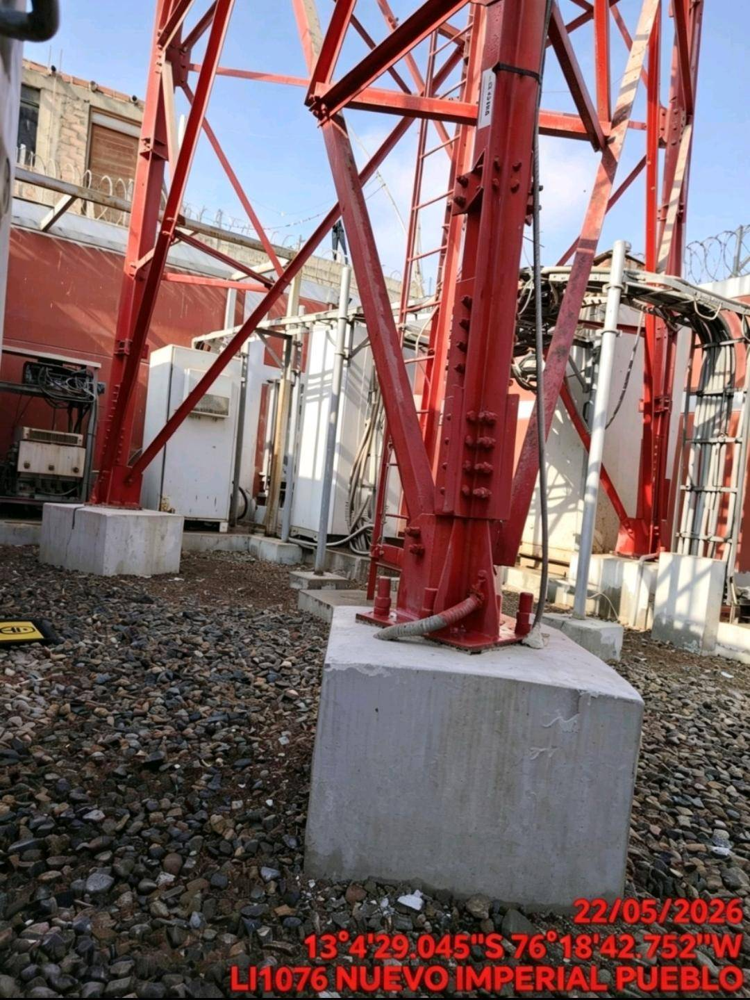 22/05/2026
13°4'29.045"S 76°18'42.752"W
LI1076 NUEVO IMPERIAL PUEBLO